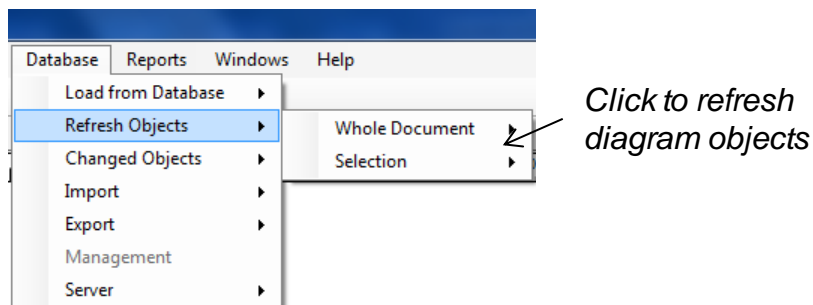 Database Reports Windows Help
Load from Database
Refresh Objects
Changed Objects
Import
Export
Management
Server
Whole Document
Selection
Click to refresh
diagram objects